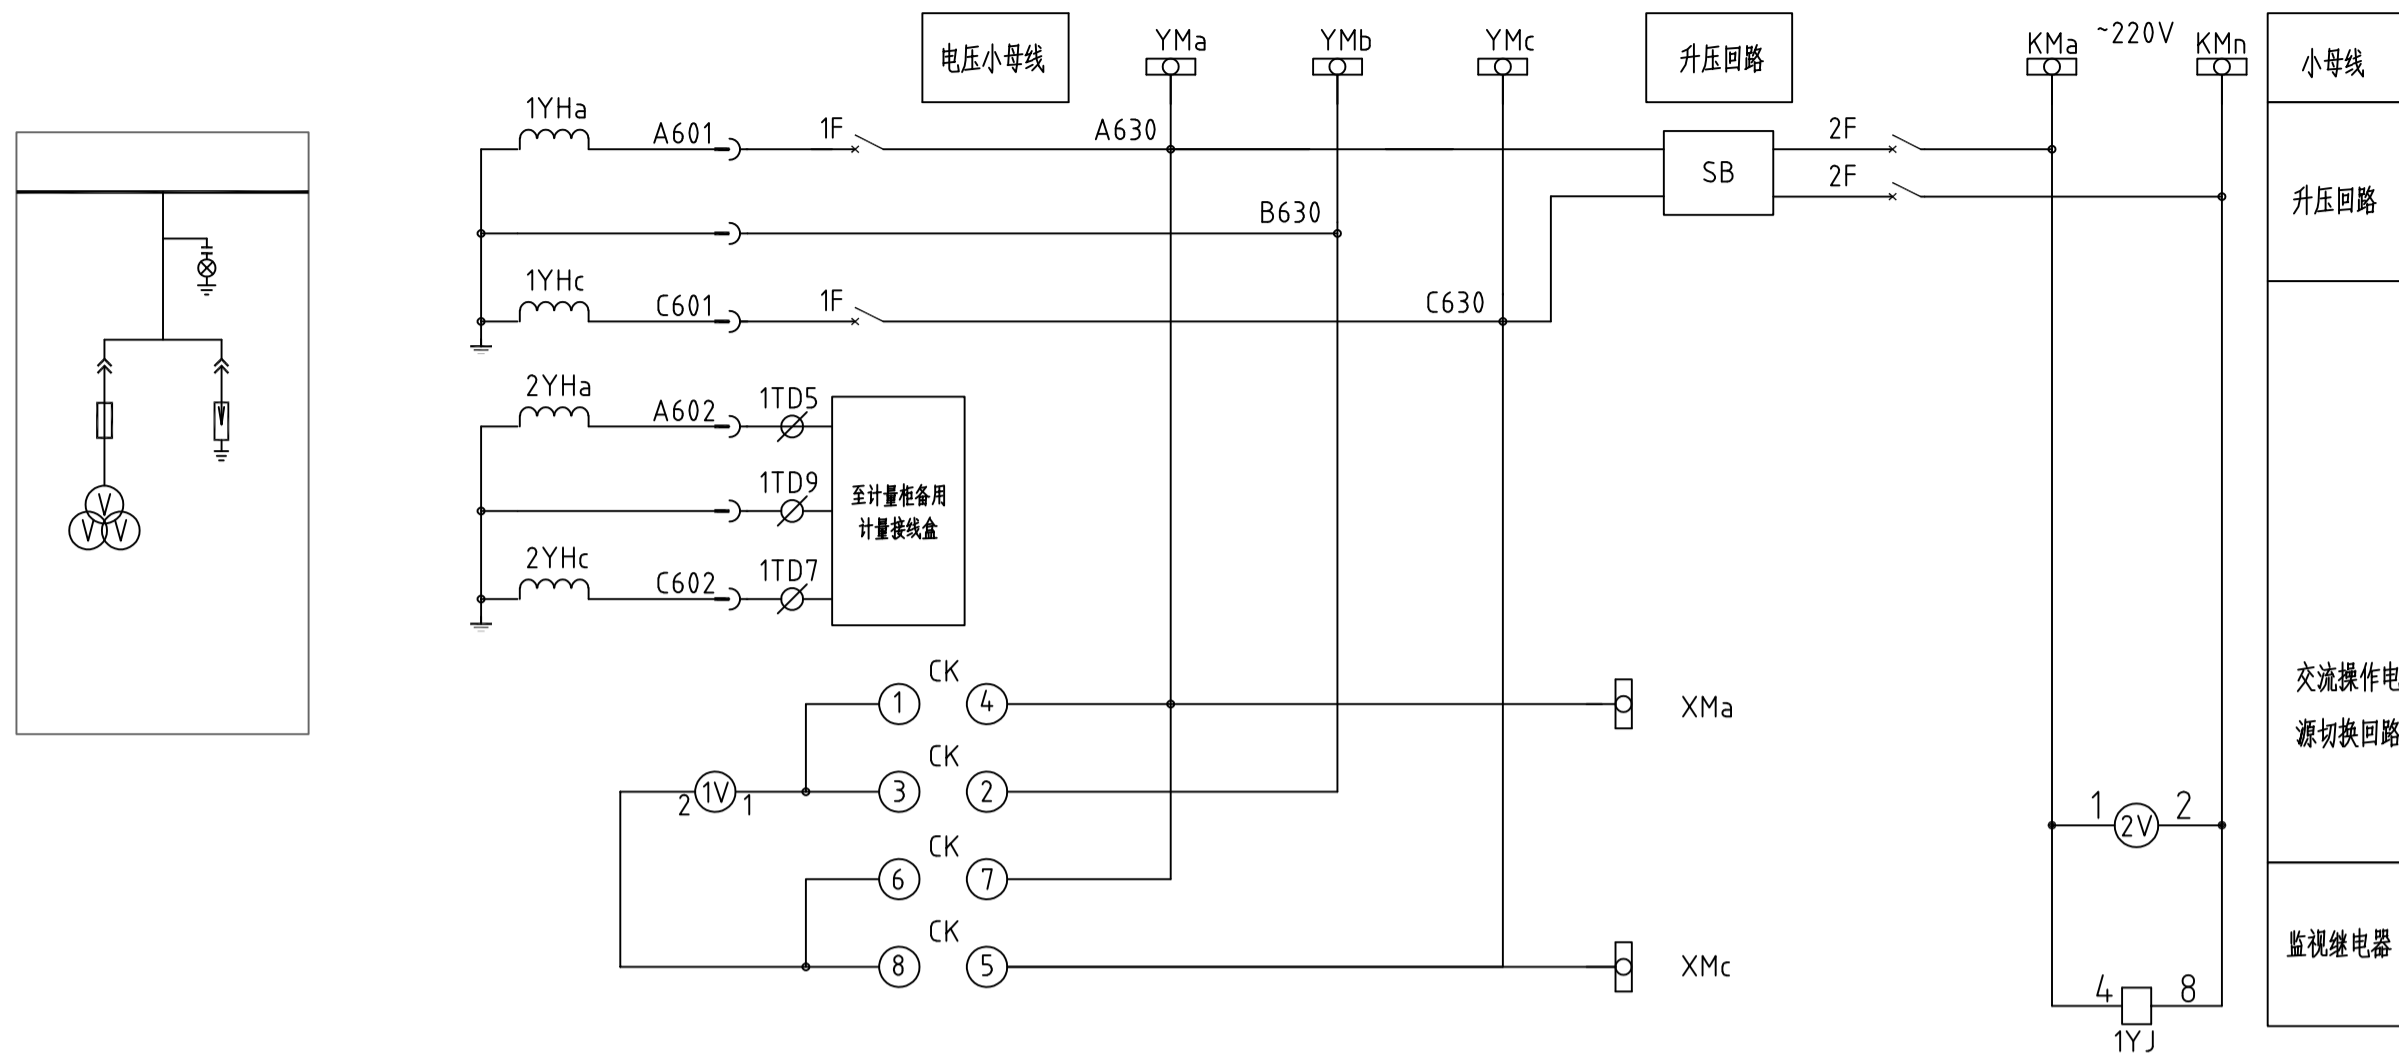 电压小母线
YMa
YMb
YMc
升压回路
KMa
~220V
KMn
小母线
1YHa
A601
1F
A630
SB
2F
2F
B630
升压回路
1YHc
C601
1F
C630
2YHa
A602
1TD5
1TD9
至计量柜备用
计量接线盒
2YHc
C602
1TD7
V
V
V
CK
1
4
XMa
交流操作电
源切换回路
CK
2
1V
1
3
2
1
2V
2
CK
6
7
CK
8
5
XMc
监视继电器
4
8
1YJ